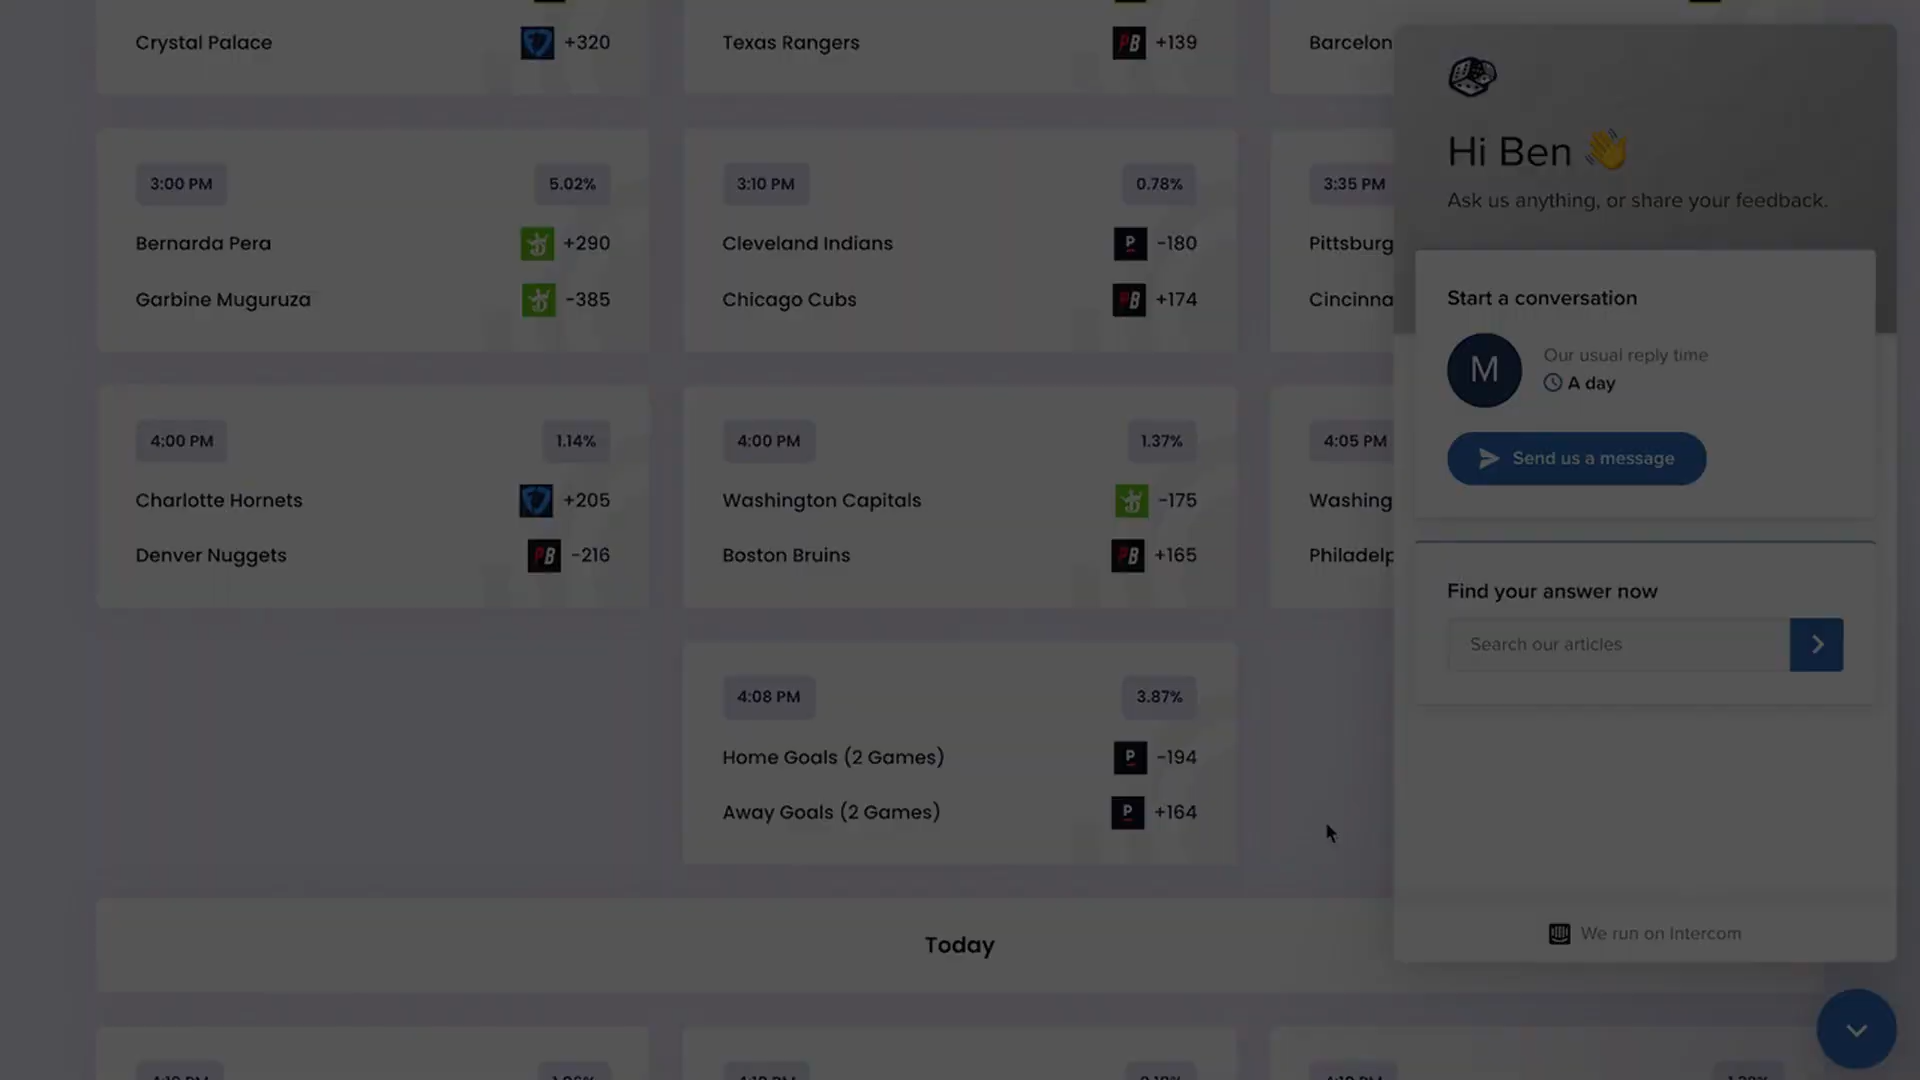 Crystal Palace +320
Texas Rangers PB +139
Barcelon
3:00 PM 5.02%
Bernarda Pera +290
Garbine Muguruza -385
3:10 PM 0.78%
Cleveland Indians P -180
Chicago Cubs PB +174
3:35 PM
Pittsburg
Cincinna
4:00 PM 1.14%
Charlotte Hornets +205
Denver Nuggets PB -216
4:00 PM 1.37%
Washington Capitals -175
Boston Bruins PB +165
4:05 PM
Washing
Philadelp
4:08 PM 3.87%
Home Goals (2 Games) P -194
Away Goals (2 Games) P +164
Today
Hi Ben 👋
Ask us anything, or share your feedback.
Start a conversation
M
Our usual reply time
A day
Send us a message
Find your answer now
Search our articles
We run on Intercom